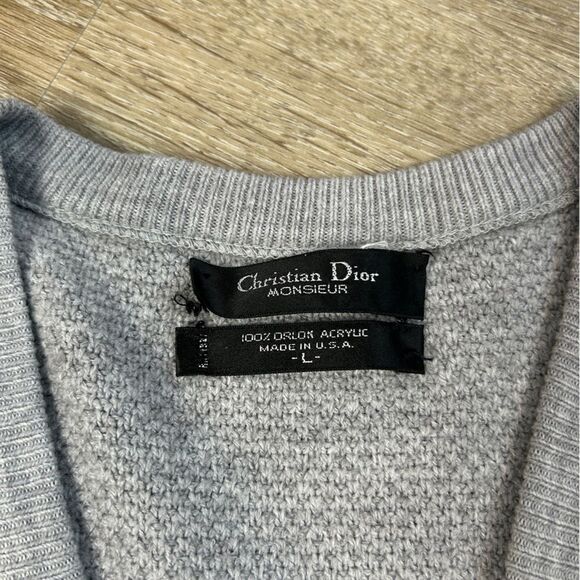 Christian Dior
MONSIEUR
100% ORLON ACRYLIC
MADE IN U.S.A.
- L -